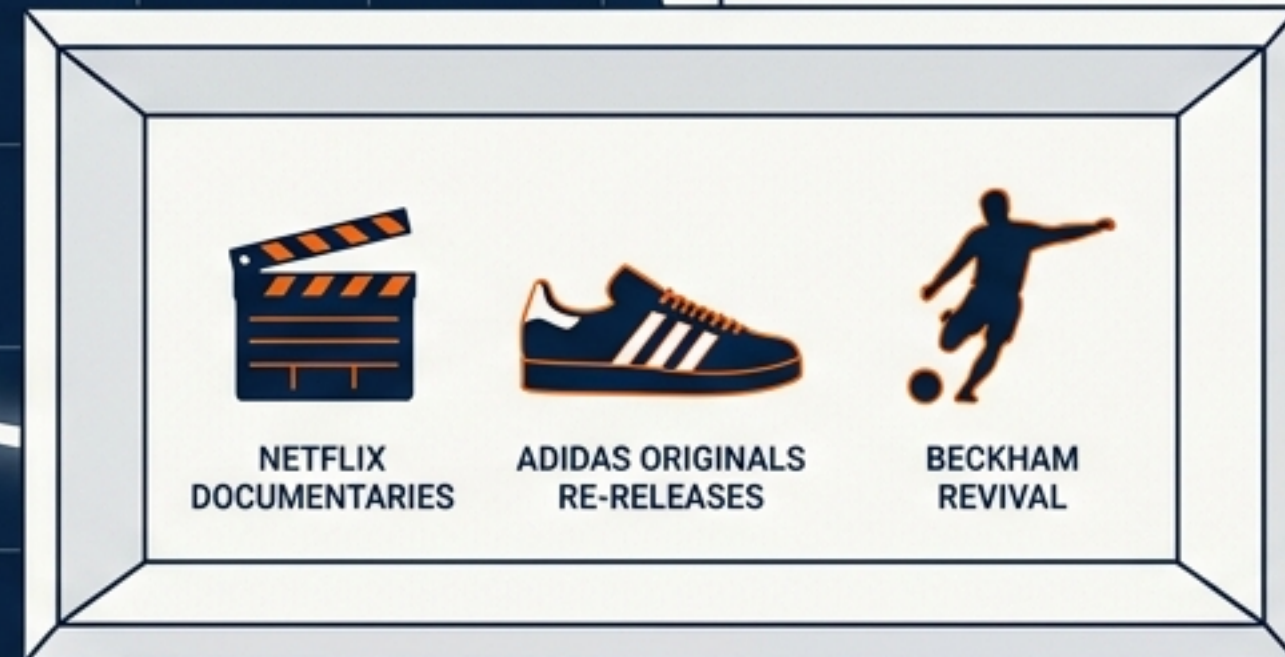 NETFLIX
DOCUMENTARIES
ADIDAS ORIGINALS
RE-RELEASES
BECKHAM
REVIVAL